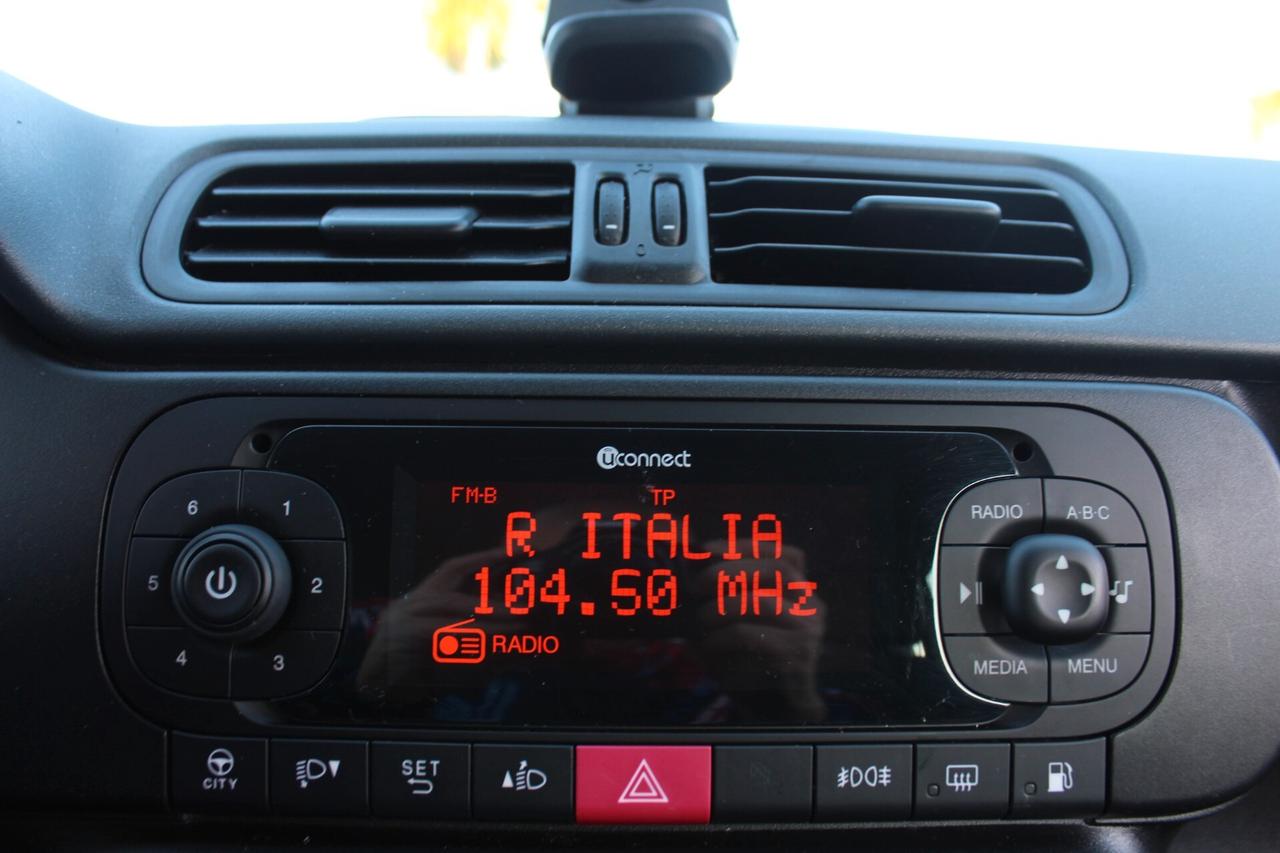 uconnect
FM-B TP
R ITALIA
104.50 MHz
RADIO
6 1
5 2
4 3
RADIO A·B·C
MEDIA MENU
CITY
SET